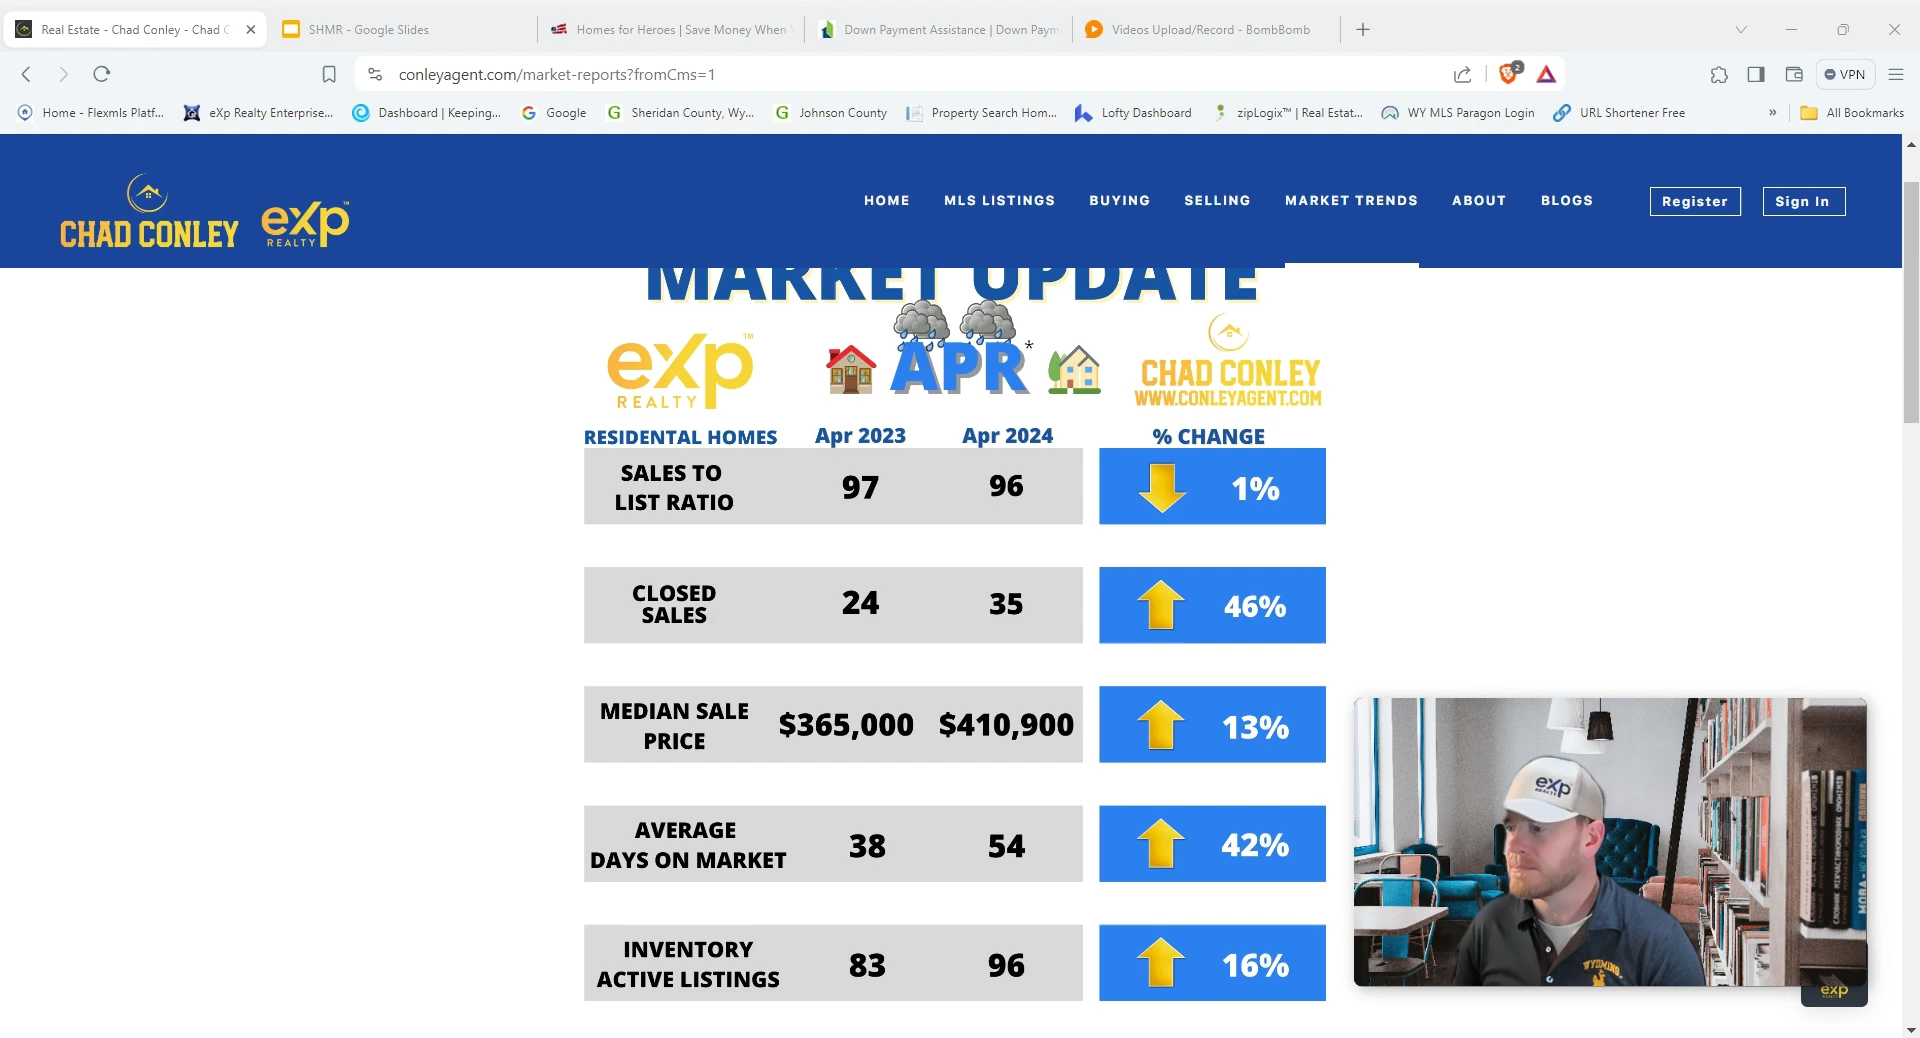 Real Estate - Chad Conley - Chad C
SHMR - Google Slides
Homes for Heroes | Save Money When
Down Payment Assistance | Down Paym
Videos Upload/Record - BombBomb
conleyagent.com/market-reports?fromCms=1
2
VPN
Home - Flexmls Platf...
eXp Realty Enterprise...
Dashboard | Keeping...
Google
Sheridan County, Wy...
Johnson County
Property Search Hom...
Lofty Dashboard
zipLogix™ | Real Estat...
WY MLS Paragon Login
URL Shortener Free
»
All Bookmarks
CHAD CONLEY
eXp™
REALTY
HOME
MLS LISTINGS
BUYING
SELLING
MARKET TRENDS
ABOUT
BLOGS
Register
Sign In
MARKET UPDATE
eXp™
REALTY
APR*
CHAD CONLEY
WWW.CONLEYAGENT.COM
RESIDENTAL HOMES
Apr 2023
Apr 2024
% CHANGE
SALES TO
LIST RATIO
97
96
1%
CLOSED
SALES
24
35
46%
MEDIAN SALE
PRICE
$365,000
$410,900
13%
AVERAGE
DAYS ON MARKET
38
54
42%
INVENTORY
ACTIVE LISTINGS
83
96
16%
eXp
REALTY
WYOMING
exp